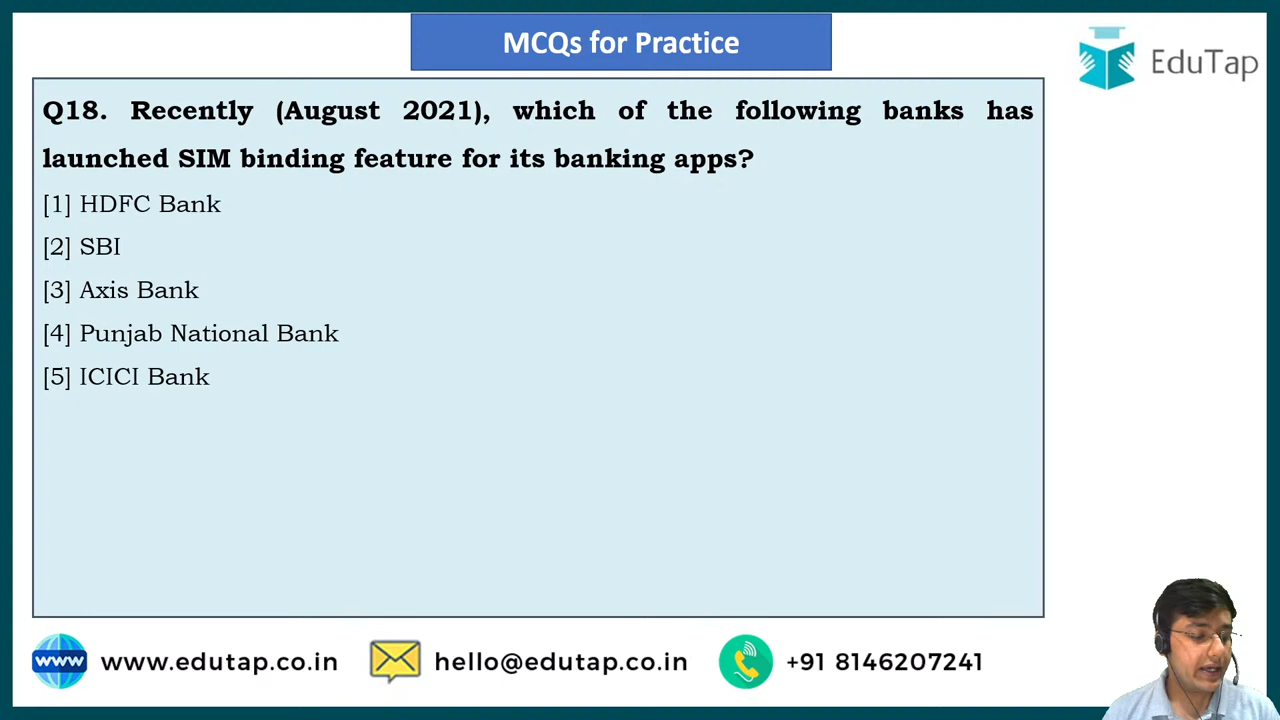 MCQs for Practice
EduTap
Q18. Recently (August 2021), which of the following banks has
launched SIM binding feature for its banking apps?
[1] HDFC Bank
[2] SBI
[3] Axis Bank
[4] Punjab National Bank
[5] ICICI Bank
www www.edutap.co.in hello@edutap.co.in +91 8146207241